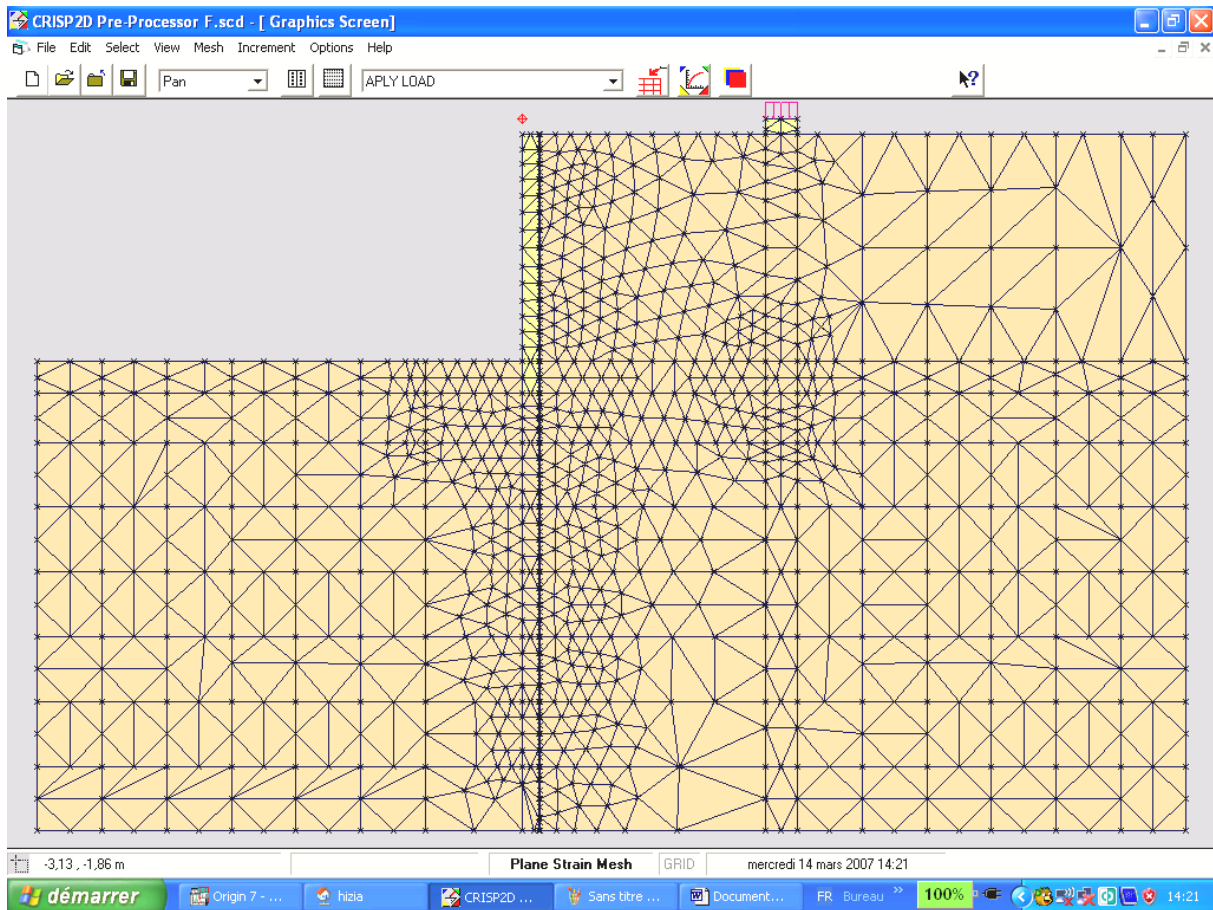 CRISP2D Pre-Processor F.scd - [ Graphics Screen]
File Edit Select View Mesh Increment Options Help
Pan APLY LOAD
-3,13 , -1,86 m Plane Strain Mesh GRID mercredi 14 mars 2007 14:21
démarrer Origin 7 - ... hizia CRISP2D ... Sans titre ... Document... FR Bureau » 100% 14:21